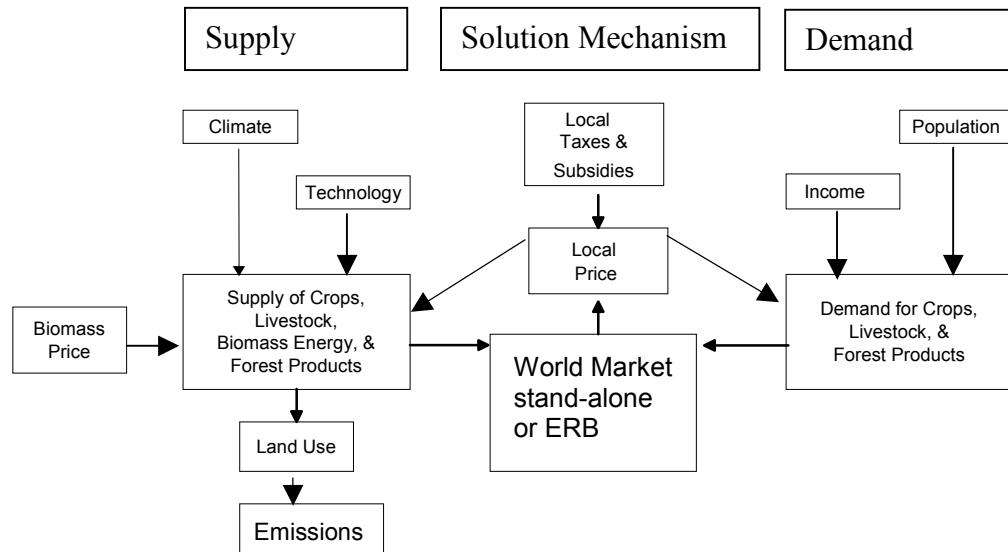 Supply
Solution Mechanism
Demand
Climate
Technology
Local
Taxes &
Subsidies
Population
Income
Local
Price
Biomass
Price
Supply of Crops,
Livestock,
Biomass Energy, &
Forest Products
World Market
stand-alone
or ERB
Demand for Crops,
Livestock, &
Forest Products
Land Use
Emissions